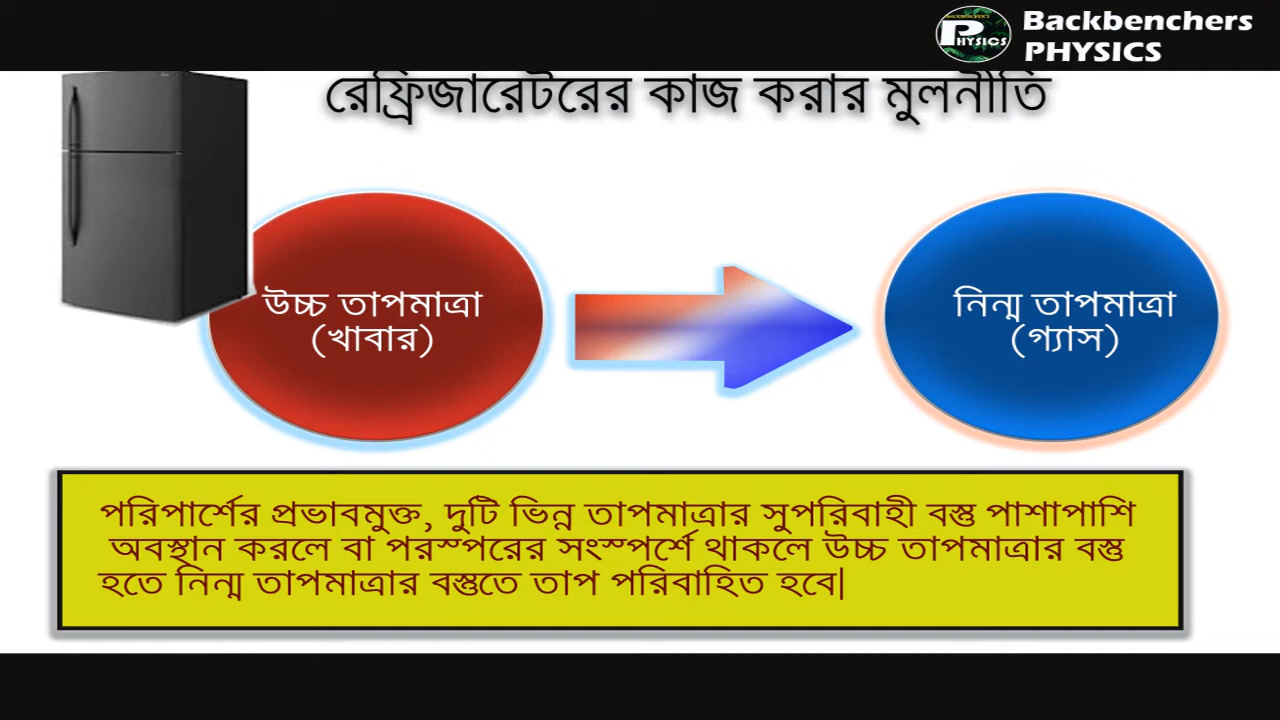 Backbenchers
PHYSICS
PHYSICS
রেফ্রিজারেটরের কাজ করার মুলনীতি
উচ্চ তাপমাত্রা
(খাবার)
নিন্ম তাপমাত্রা
(গ্যাস)
পরিপার্শের প্রভাবমুক্ত, দুটি ভিন্ন তাপমাত্রার সুপরিবাহী বস্তু পাশাপাশি
অবস্থান করলে বা পরস্পরের সংস্পর্শে থাকলে উচ্চ তাপমাত্রার বস্তু
হতে নিন্ম তাপমাত্রার বস্তুতে তাপ পরিবাহিত হবে|